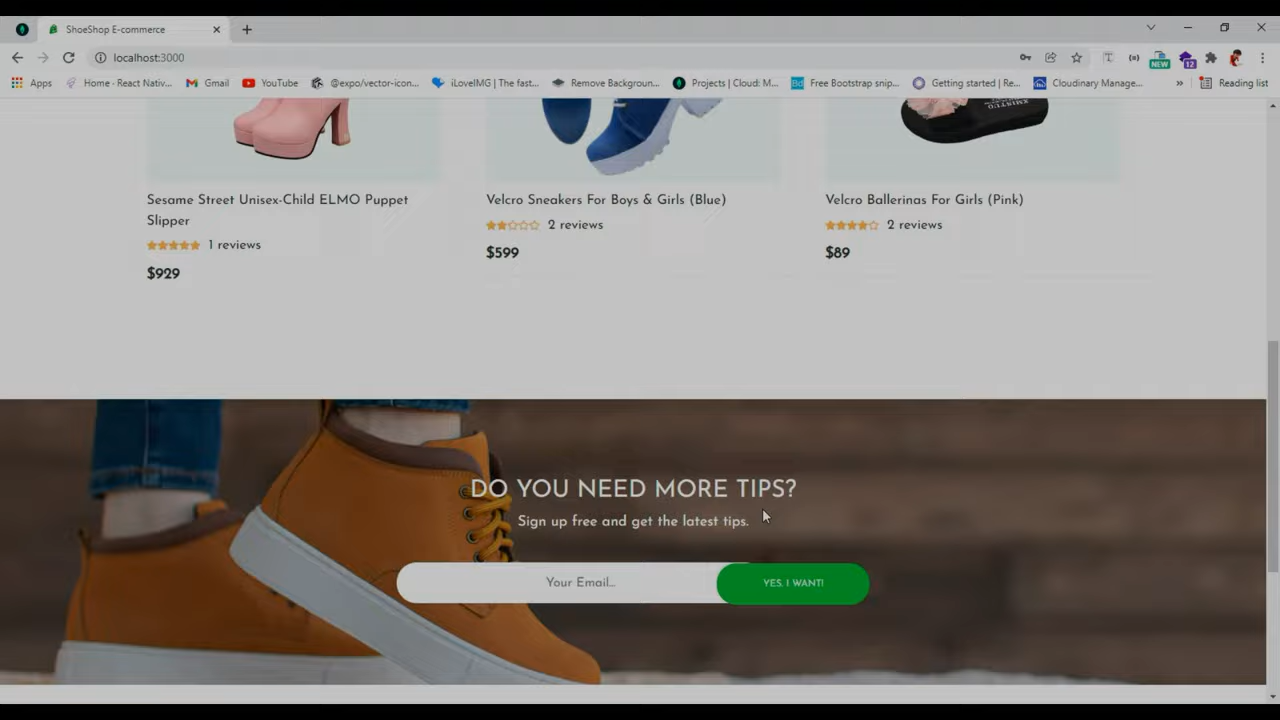 ShoeShop E-commerce
localhost:3000
Apps
Home · React Nativ...
Gmail
YouTube
@expo/vector-icon...
iLoveIMG | The fast...
Remove Backgroun...
Projects | Cloud: M...
Bd
Free Bootstrap snip...
Getting started | Re...
Cloudinary Manage...
»
Reading list
NEW
12
Sesame Street Unisex-Child ELMO Puppet
Slipper
1 reviews
$929
Velcro Sneakers For Boys & Girls (Blue)
2 reviews
$599
Velcro Ballerinas For Girls (Pink)
2 reviews
$89
DO YOU NEED MORE TIPS?
Sign up free and get the latest tips.
Your Email...
YES. I WANT!